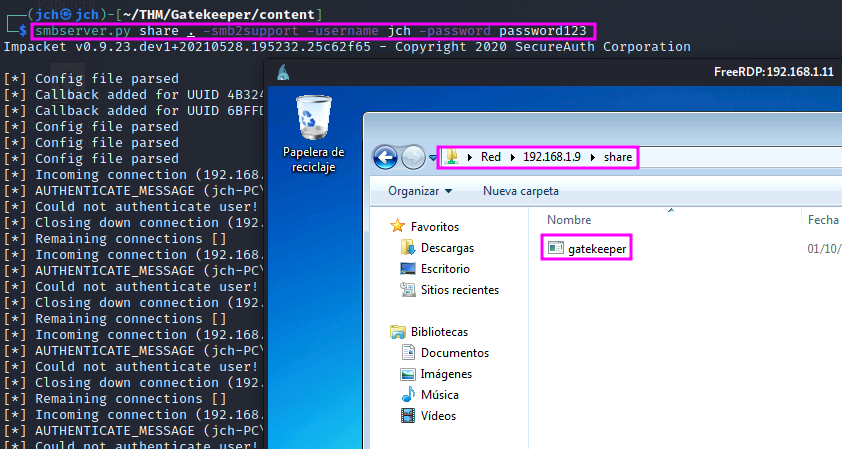 (jch㉿jch)-[~/THM/Gatekeeper/content]
$ smbserver.py share . -smb2support -username jch -password password123
Impacket v0.9.23.dev1+20210528.195232.25c62f65 - Copyright 2020 SecureAuth Corporation
[*] Config file parsed
[*] Callback added for UUID 4B324
[*] Callback added for UUID 6BFFD
[*] Config file parsed
[*] Config file parsed
[*] Config file parsed
[*] Incoming connection (192.168.
[*] AUTHENTICATE_MESSAGE (jch-PC\
[*] Could not authenticate user!
[*] Closing down connection (192.
[*] Remaining connections []
[*] Incoming connection (192.168.
[*] AUTHENTICATE_MESSAGE (jch-PC\
[*] Could not authenticate user!
[*] Closing down connection (192.
[*] Remaining connections []
[*] Incoming connection (192.168.
[*] AUTHENTICATE_MESSAGE (jch-PC\
[*] Could not authenticate user!
[*] Closing down connection (192.
[*] Remaining connections []
[*] Incoming connection (192.168.
[*] AUTHENTICATE_MESSAGE (jch-PC\
[*] Could not authenticate user!
FreeRDP:192.168.1.11
Papelera de
reciclaje
Red 192.168.1.9 share
Organizar Nueva carpeta
Favoritos
Descargas
Escritorio
Sitios recientes
Bibliotecas
Documentos
Imágenes
Música
Vídeos
Nombre Fecha
gatekeeper 01/10/